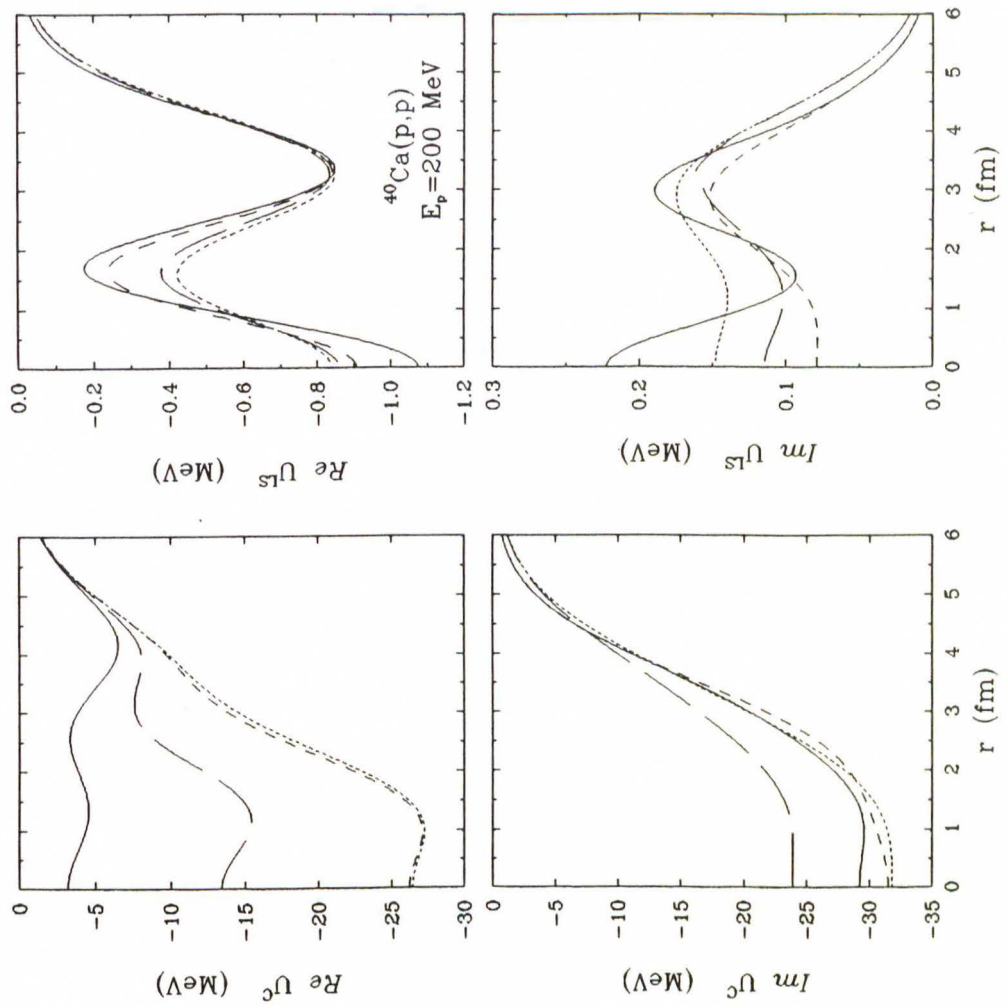 0
−5
−10
−15
−20
−25
−30
Re U^C (MeV)
0.0
−0.2
−0.4
−0.6
−0.8
−1.0
−1.2
Re U^LS (MeV)
⁴⁰Ca(p,p)
Eₚ=200 MeV
0
−5
−10
−15
−20
−25
−30
−35
Im U^C (MeV)
0 1 2 3 4 5 6
r (fm)
0.3
0.2
0.1
0.0
Im U^LS (MeV)
0 1 2 3 4 5 6
r (fm)